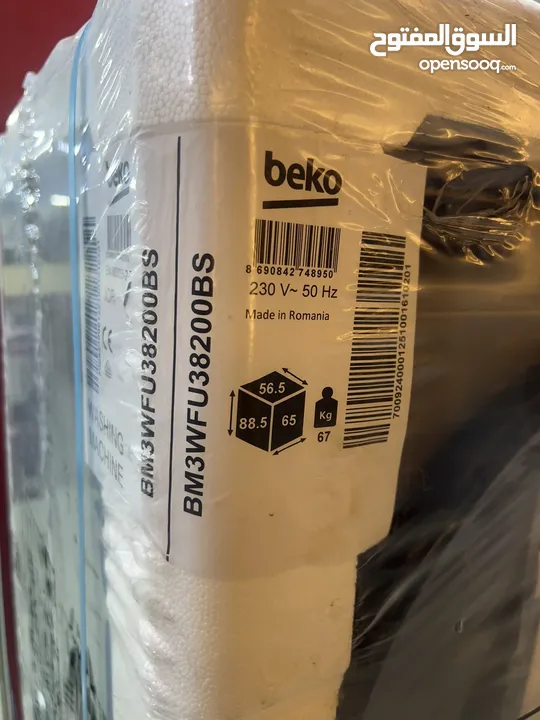 السوق المفتوح
opensooq.com
beko
8 690842 748950
230 V~ 50 Hz
Made in Romania
56.5
88.5
65
Kg
67
70092400001251001610201
BM3WFU38200BS
BM3WFU38200BS
WASHING
MACHINE